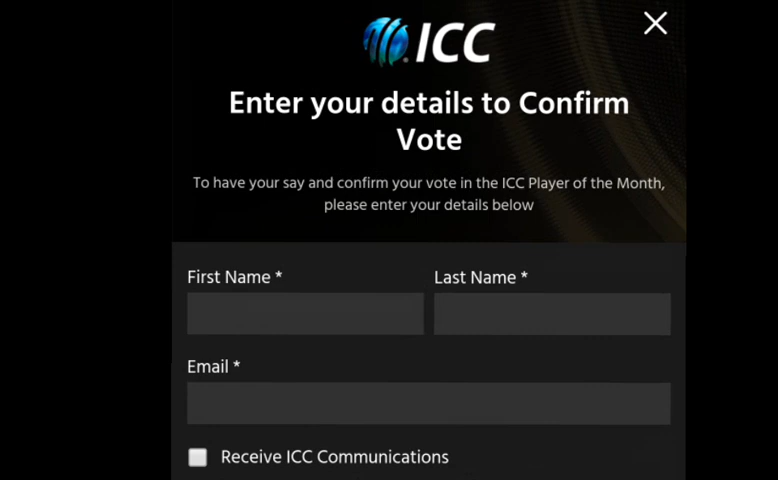 ICC
Enter your details to Confirm
Vote
To have your say and confirm your vote in the ICC Player of the Month,
please enter your details below
First Name * Last Name *
Email *
Receive ICC Communications